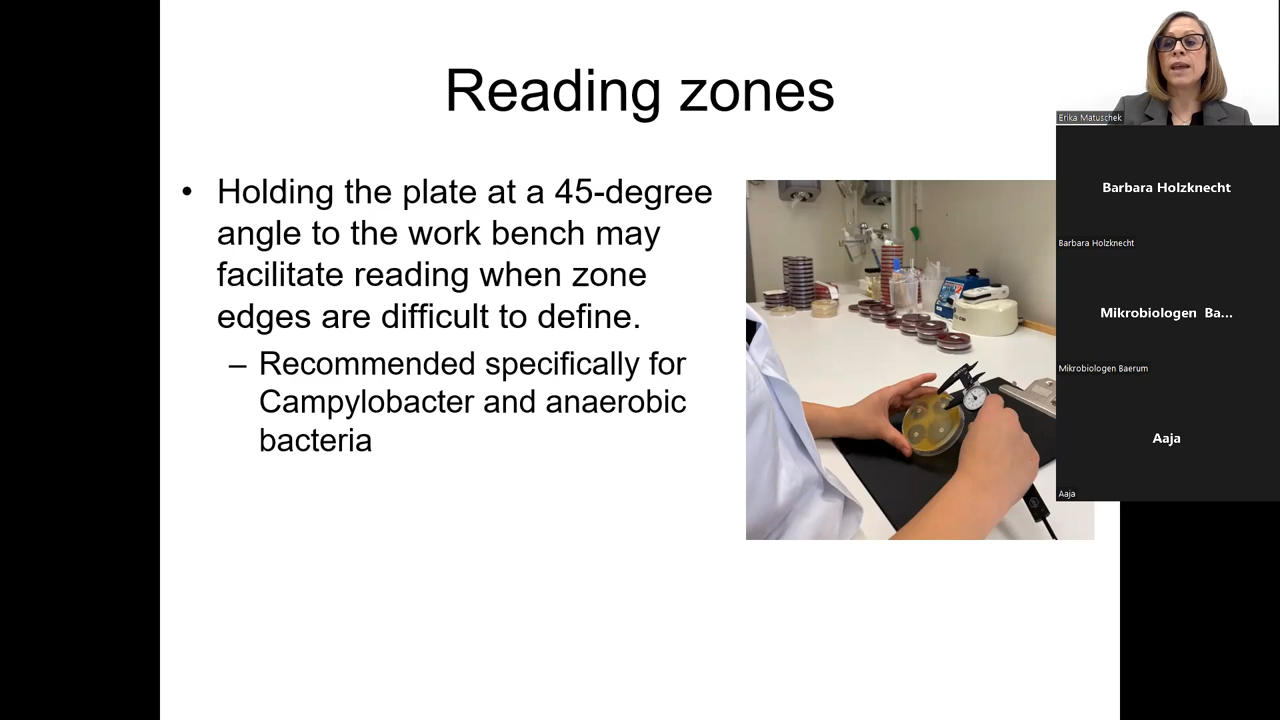 Reading zones
• Holding the plate at a 45-degree
angle to the work bench may
facilitate reading when zone
edges are difficult to define.
– Recommended specifically for
Campylobacter and anaerobic
bacteria
Erika Matuschek
Barbara Holzknecht
Barbara Holzknecht
Mikrobiologen Ba...
Mikrobiologen Baerum
Aaja
Aaja